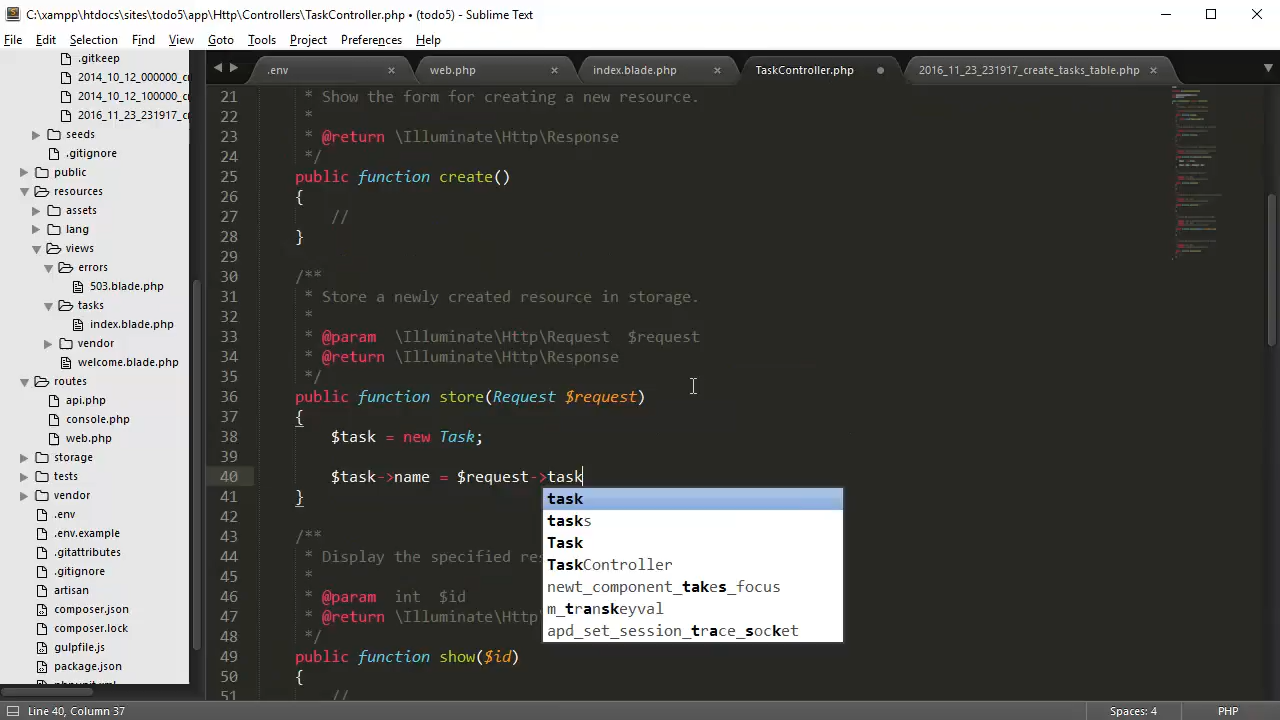 C:\xampp\htdocs\sites\todo5\app\Http\Controllers\TaskController.php • (todo5) - Sublime Text
File Edit Selection Find View Goto Tools Project Preferences Help
.env × web.php × index.blade.php × TaskController.php 2016_11_23_231917_create_tasks_table.php ×
.gitkeep
2014_10_12_000000_cr
2014_10_12_100000_cr
2016_11_23_231917_cr
seeds
.gitignore
public
resources
assets
lang
views
errors
503.blade.php
tasks
index.blade.php
vendor
welcome.blade.php
routes
api.php
console.php
web.php
storage
tests
vendor
.env
.env.example
.gitattributes
.gitignore
artisan
composer.json
composer.lock
gulpfile.js
package.json
21 * Show the form for creating a new resource.
22 *
23 * @return \Illuminate\Http\Response
24 */
25 public function create()
26 {
27 //
28 }
29
30 /**
31 * Store a newly created resource in storage.
32 *
33 * @param \Illuminate\Http\Request $request
34 * @return \Illuminate\Http\Response
35 */
36 public function store(Request $request)
37 {
38 $task = new Task;
39
40 $task->name = $request->task
41 }
42
43 /**
44 * Display the specified res
45 *
46 * @param int $id
47 * @return \Illuminate\Http\
48 */
49 public function show($id)
50 {
51 //
task
tasks
Task
TaskController
newt_component_takes_focus
m_transkeyval
apd_set_session_trace_socket
Line 40, Column 37 Spaces: 4 PHP